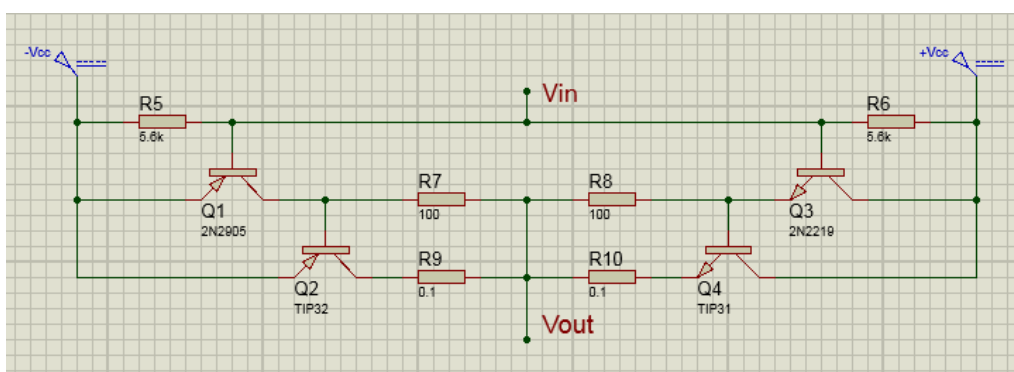 -Vcc
+Vcc
R5
Vin
R6
5.6k
5.6k
R7
R8
Q1
100
100
Q3
2N2905
2N2219
R9
R10
Q2
0.1
0.1
Q4
TIP32
TIP31
Vout